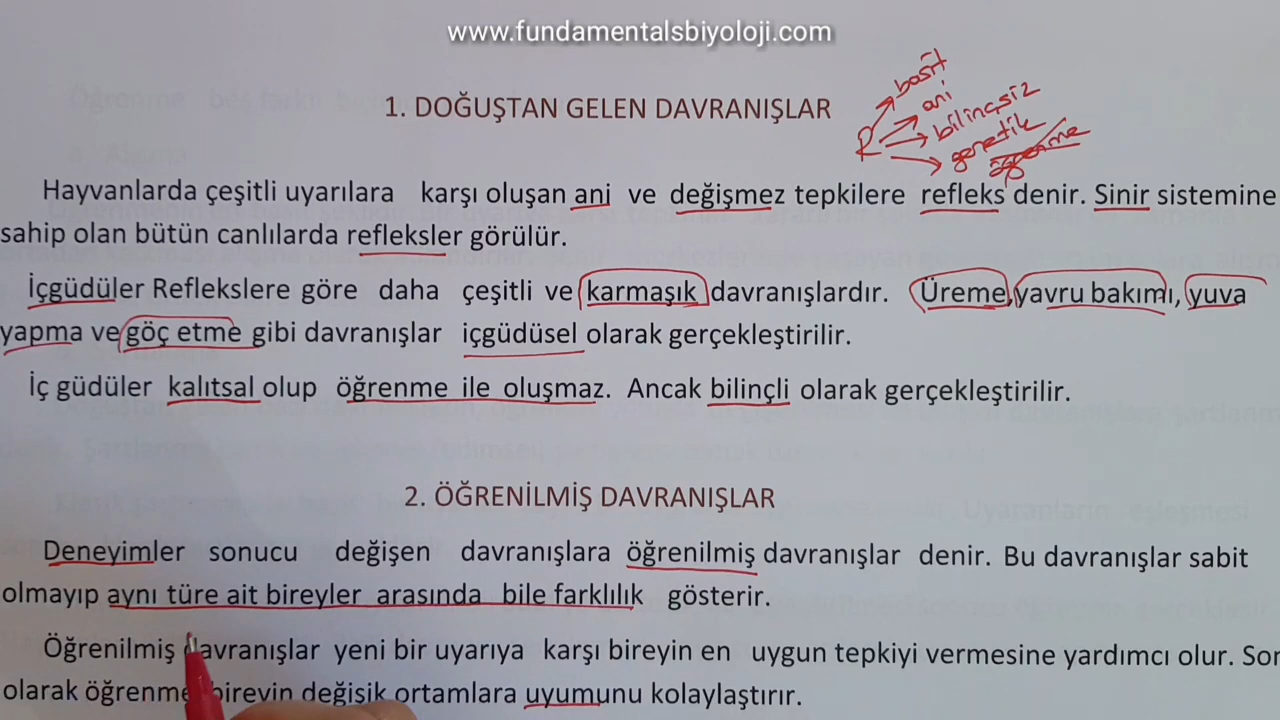 www.fundamentalsbiyoloji.com
1. DOĞUŞTAN GELEN DAVRANIŞLAR
R
basit
ani
bilinçsiz
genetik
öğrenme
Hayvanlarda çeşitli uyarılara karşı oluşan ani ve değişmez tepkilere refleks denir. Sinir sistemine
sahip olan bütün canlılarda refleksler görülür.
İçgüdüler Reflekslere göre daha çeşitli ve karmaşık davranışlardır. Üreme, yavru bakımı, yuva
yapma ve göç etme gibi davranışlar içgüdüsel olarak gerçekleştirilir.
İç güdüler kalıtsal olup öğrenme ile oluşmaz. Ancak bilinçli olarak gerçekleştirilir.
2. ÖĞRENİLMİŞ DAVRANIŞLAR
Deneyimler sonucu değişen davranışlara öğrenilmiş davranışlar denir. Bu davranışlar sabit
olmayıp aynı türe ait bireyler arasında bile farklılık gösterir.
Öğrenilmiş davranışlar yeni bir uyarıya karşı bireyin en uygun tepkiyi vermesine yardımcı olur. Son
olarak öğrenme bireyin değişik ortamlara uyumunu kolaylaştırır.